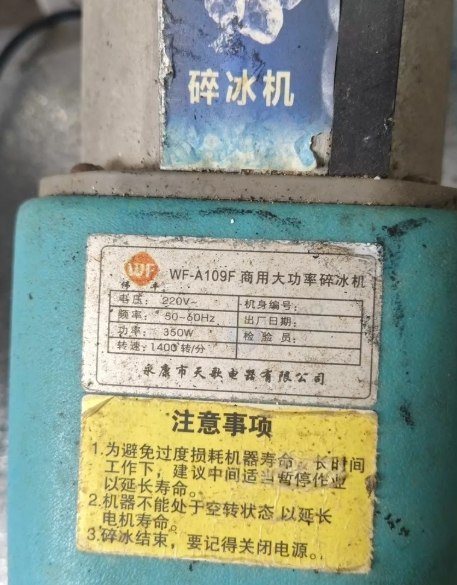 碎冰机
WF
WF-A109F 商用大功率碎冰机
电压: 220V~ 机身编号:
频率: 50~60Hz 出厂日期:
功率: 350W 检验员:
转速: 1400转/分
永康市天歌电器有限公司
注意事项
1.为避免过度损耗机器寿命 长时间
工作下，建议中间适当暂停作业
以延长寿命。
2.机器不能处于空转状态 以延长
电机寿命。
3.碎冰结束，要记得关闭电源。